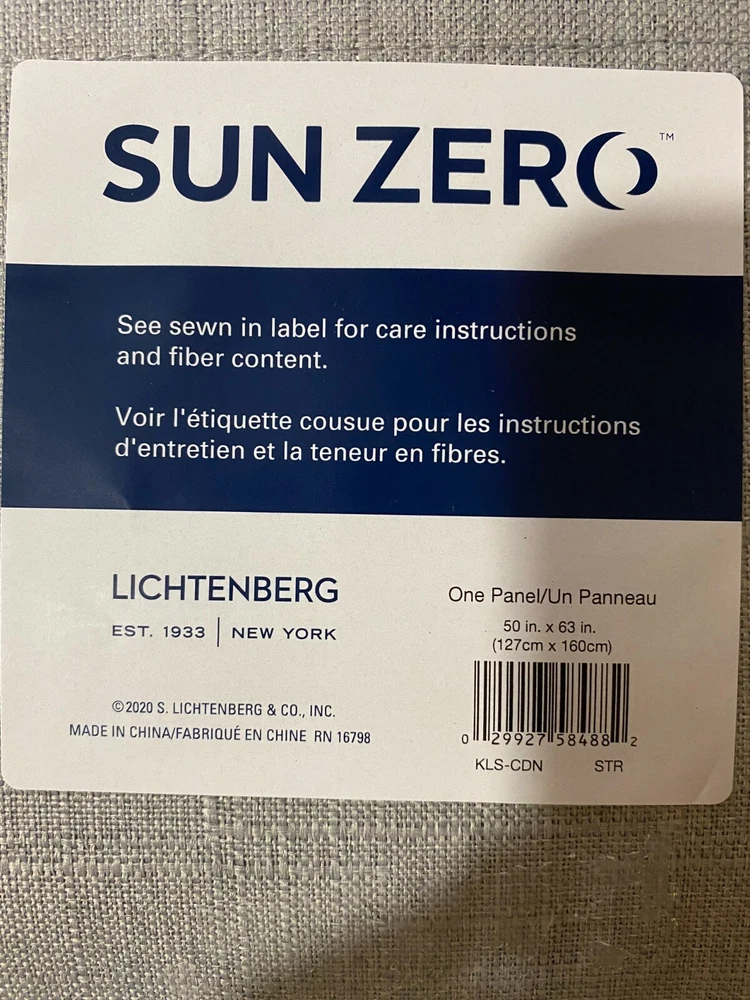 SUN ZERO™
See sewn in label for care instructions
and fiber content.
Voir l'étiquette cousue pour les instructions
d'entretien et la teneur en fibres.
LICHTENBERG
EST. 1933 | NEW YORK
©2020 S. LICHTENBERG & CO., INC.
MADE IN CHINA/FABRIQUÉ EN CHINE RN 16798
One Panel/Un Panneau
50 in. x 63 in.
(127cm x 160cm)
0 29927 58488 2
KLS-CDN STR